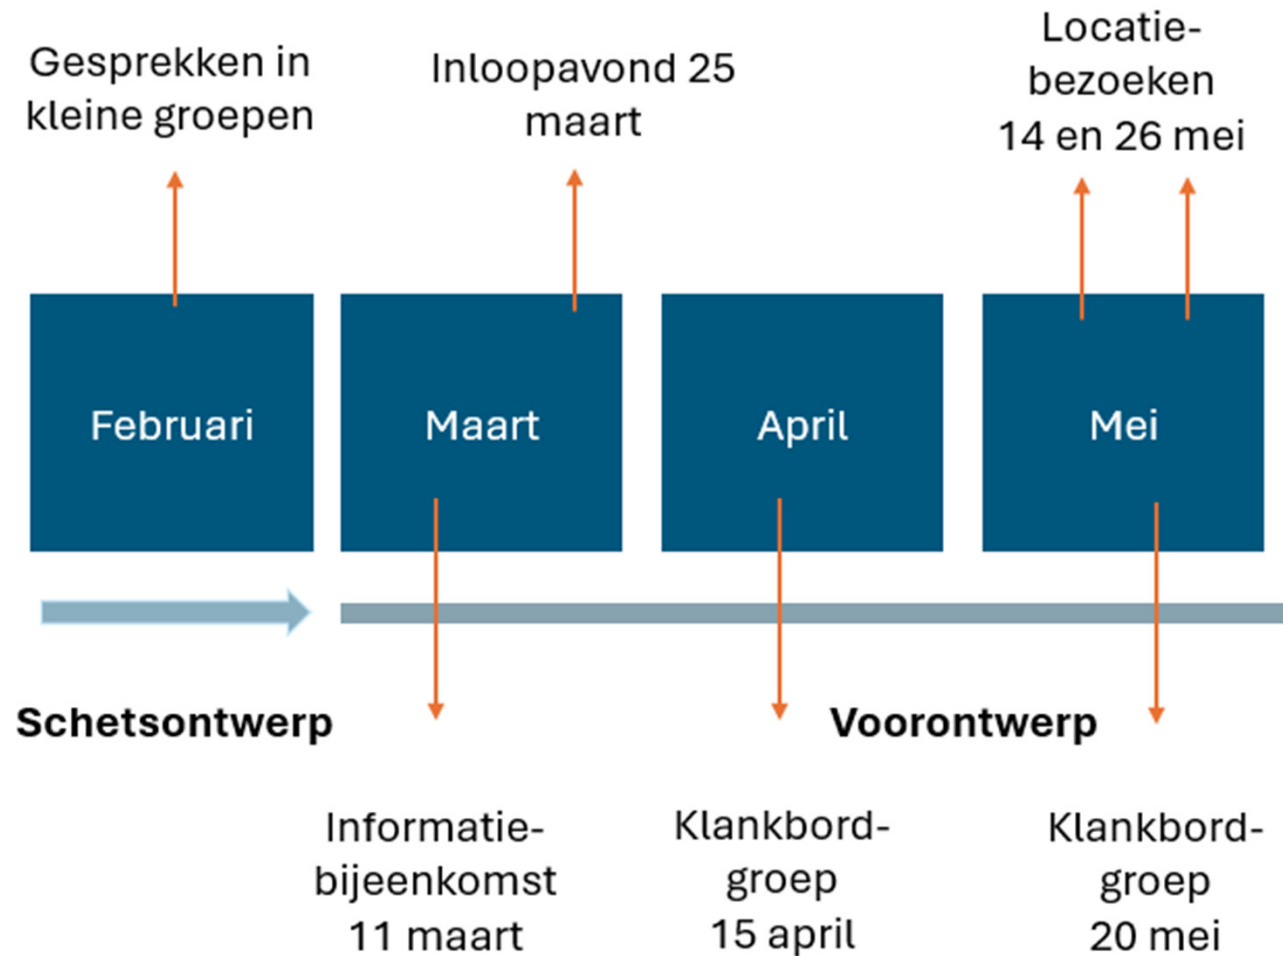 Gesprekken in
kleine groepen
Inloopavond 25
maart
Locatie-
bezoeken
14 en 26 mei
Februari
Maart
April
Mei
Schetsontwerp
Voorontwerp
Informatie-
bijeenkomst
11 maart
Klankbord-
groep
15 april
Klankbord-
groep
20 mei